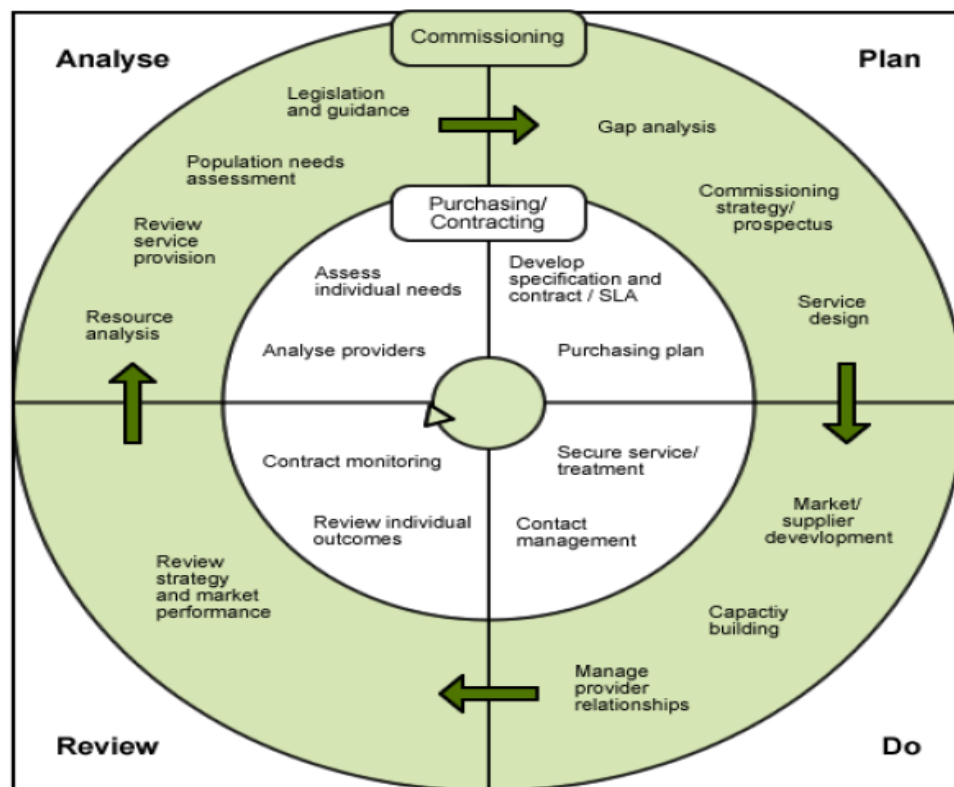 Commissioning
Analyse
Plan
Legislation
and guidance
Gap analysis
Population needs
assessment
Commissioning
strategy/
prospectus
Review
service
provision
Purchasing/
Contracting
Assess
individual needs
Develop
specification and
contract / SLA
Resource
analysis
Service
design
Analyse providers
Purchasing plan
Contract monitoring
Secure service/
treatment
Review individual
outcomes
Contact
management
Market/
supplier
devevlopment
Review
strategy
and market
performance
Capactiy
building
Manage
provider
relationships
Review
Do